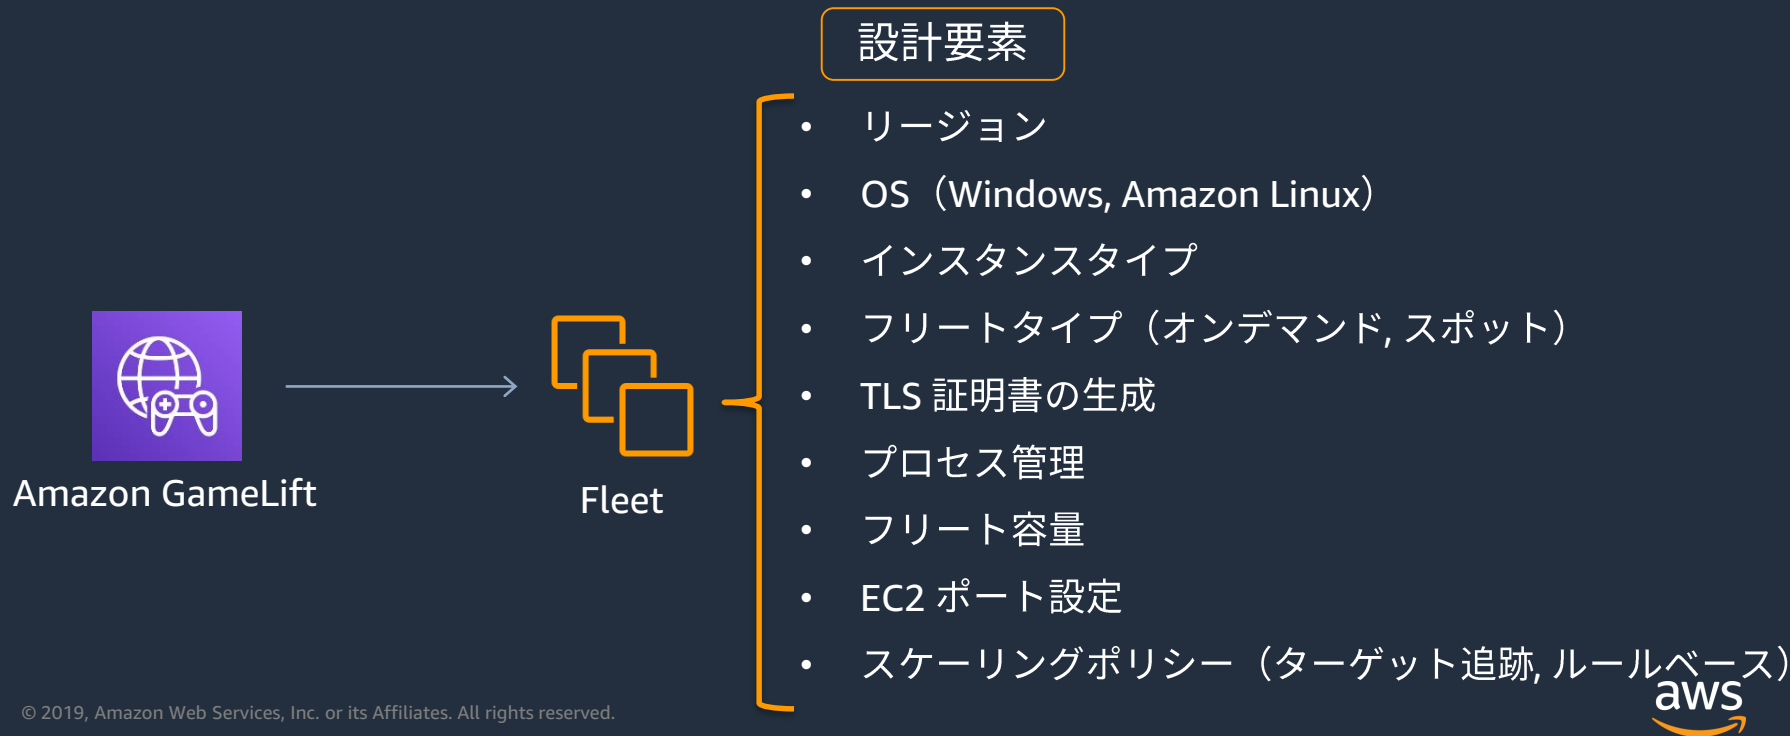 設計要素
• リージョン
• OS（Windows, Amazon Linux）
• インスタンスタイプ
• フリートタイプ（オンデマンド, スポット）
• TLS 証明書の生成
• プロセス管理
• フリート容量
• EC2 ポート設定
• スケーリングポリシー（ターゲット追跡, ルールベース）
Amazon GameLift
Fleet
© 2019, Amazon Web Services, Inc. or its Affiliates. All rights reserved.
aws